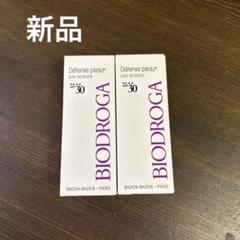 新品
Défense peau®
DAY SCREEN
30
BIODROGA
BADEN-BADEN • PARIS
Défense peau®
DAY SCREEN
30
BIODROGA
BADEN-BADEN • PARIS